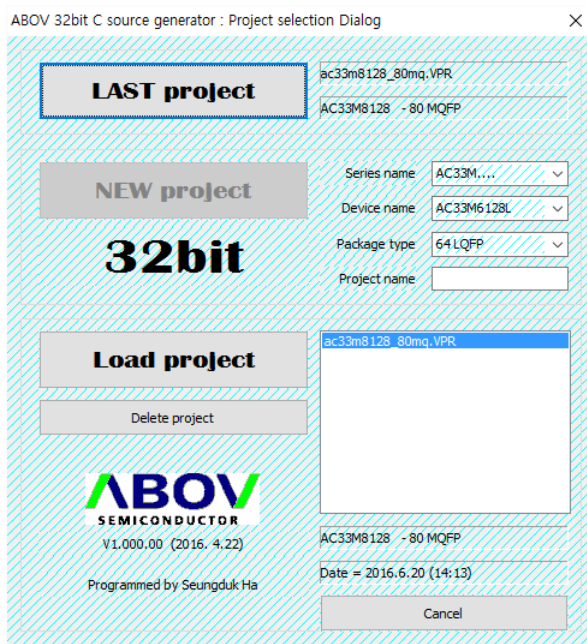 ABOV 32bit C source generator : Project selection Dialog
LAST project
ac33m8128_80mq.VPR
AC33M8128 - 80 MQFP
NEW project
Series name AC33M....
Device name AC33M6128L
Package type 64 LQFP
Project name
32bit
Load project
Delete project
ac33m8128_80mq.VPR
ABOV
SEMICONDUCTOR
V1.000.00 (2016. 4.22)
Programmed by Seungduk Ha
AC33M8128 - 80 MQFP
Date = 2016.6.20 (14:13)
Cancel